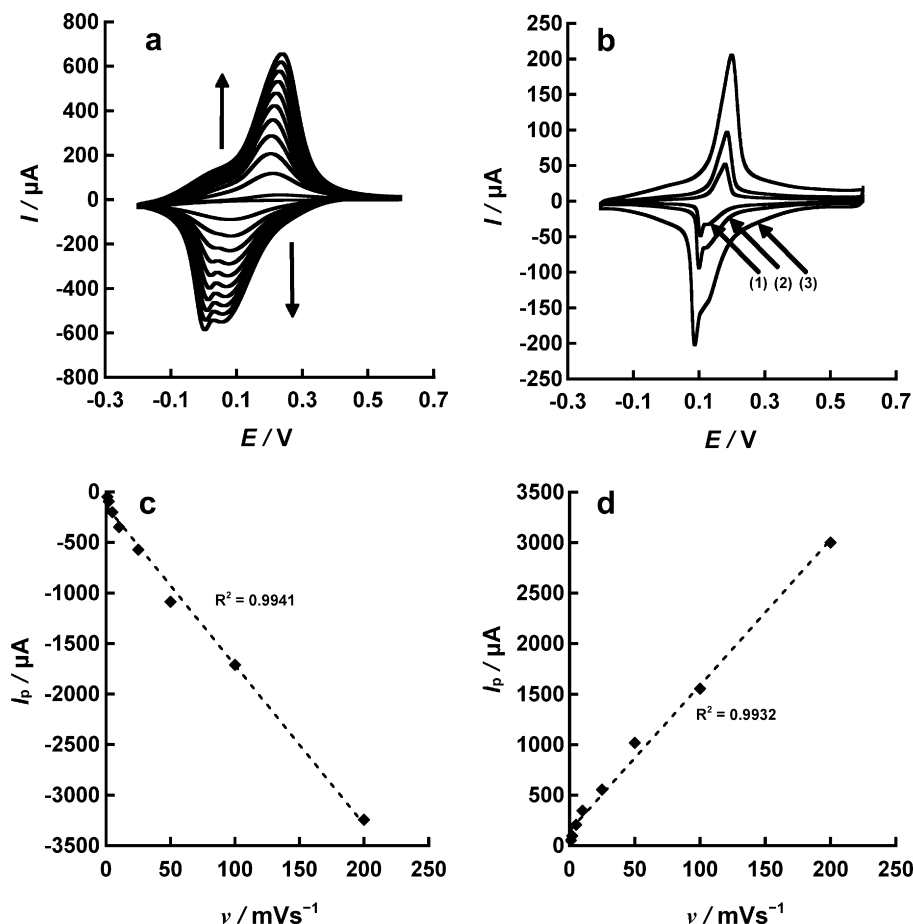 a
800
600
400
200
0
-200
-400
-600
-800
-0.3 -0.1 0.1 0.3 0.5 0.7
I / µA
E / V
b
250
200
150
100
50
0
-50
-100
-150
-200
-250
-0.3 -0.1 0.1 0.3 0.5 0.7
I / µA
E / V
(1) (2) (3)
c
0
-500
-1000
-1500
-2000
-2500
-3000
-3500
0 50 100 150 200 250
R² = 0.9941
Ip / µA
ν / mVs⁻¹
d
3500
3000
2500
2000
1500
1000
500
0
0 50 100 150 200 250
R² = 0.9932
Ip / µA
ν / mVs⁻¹